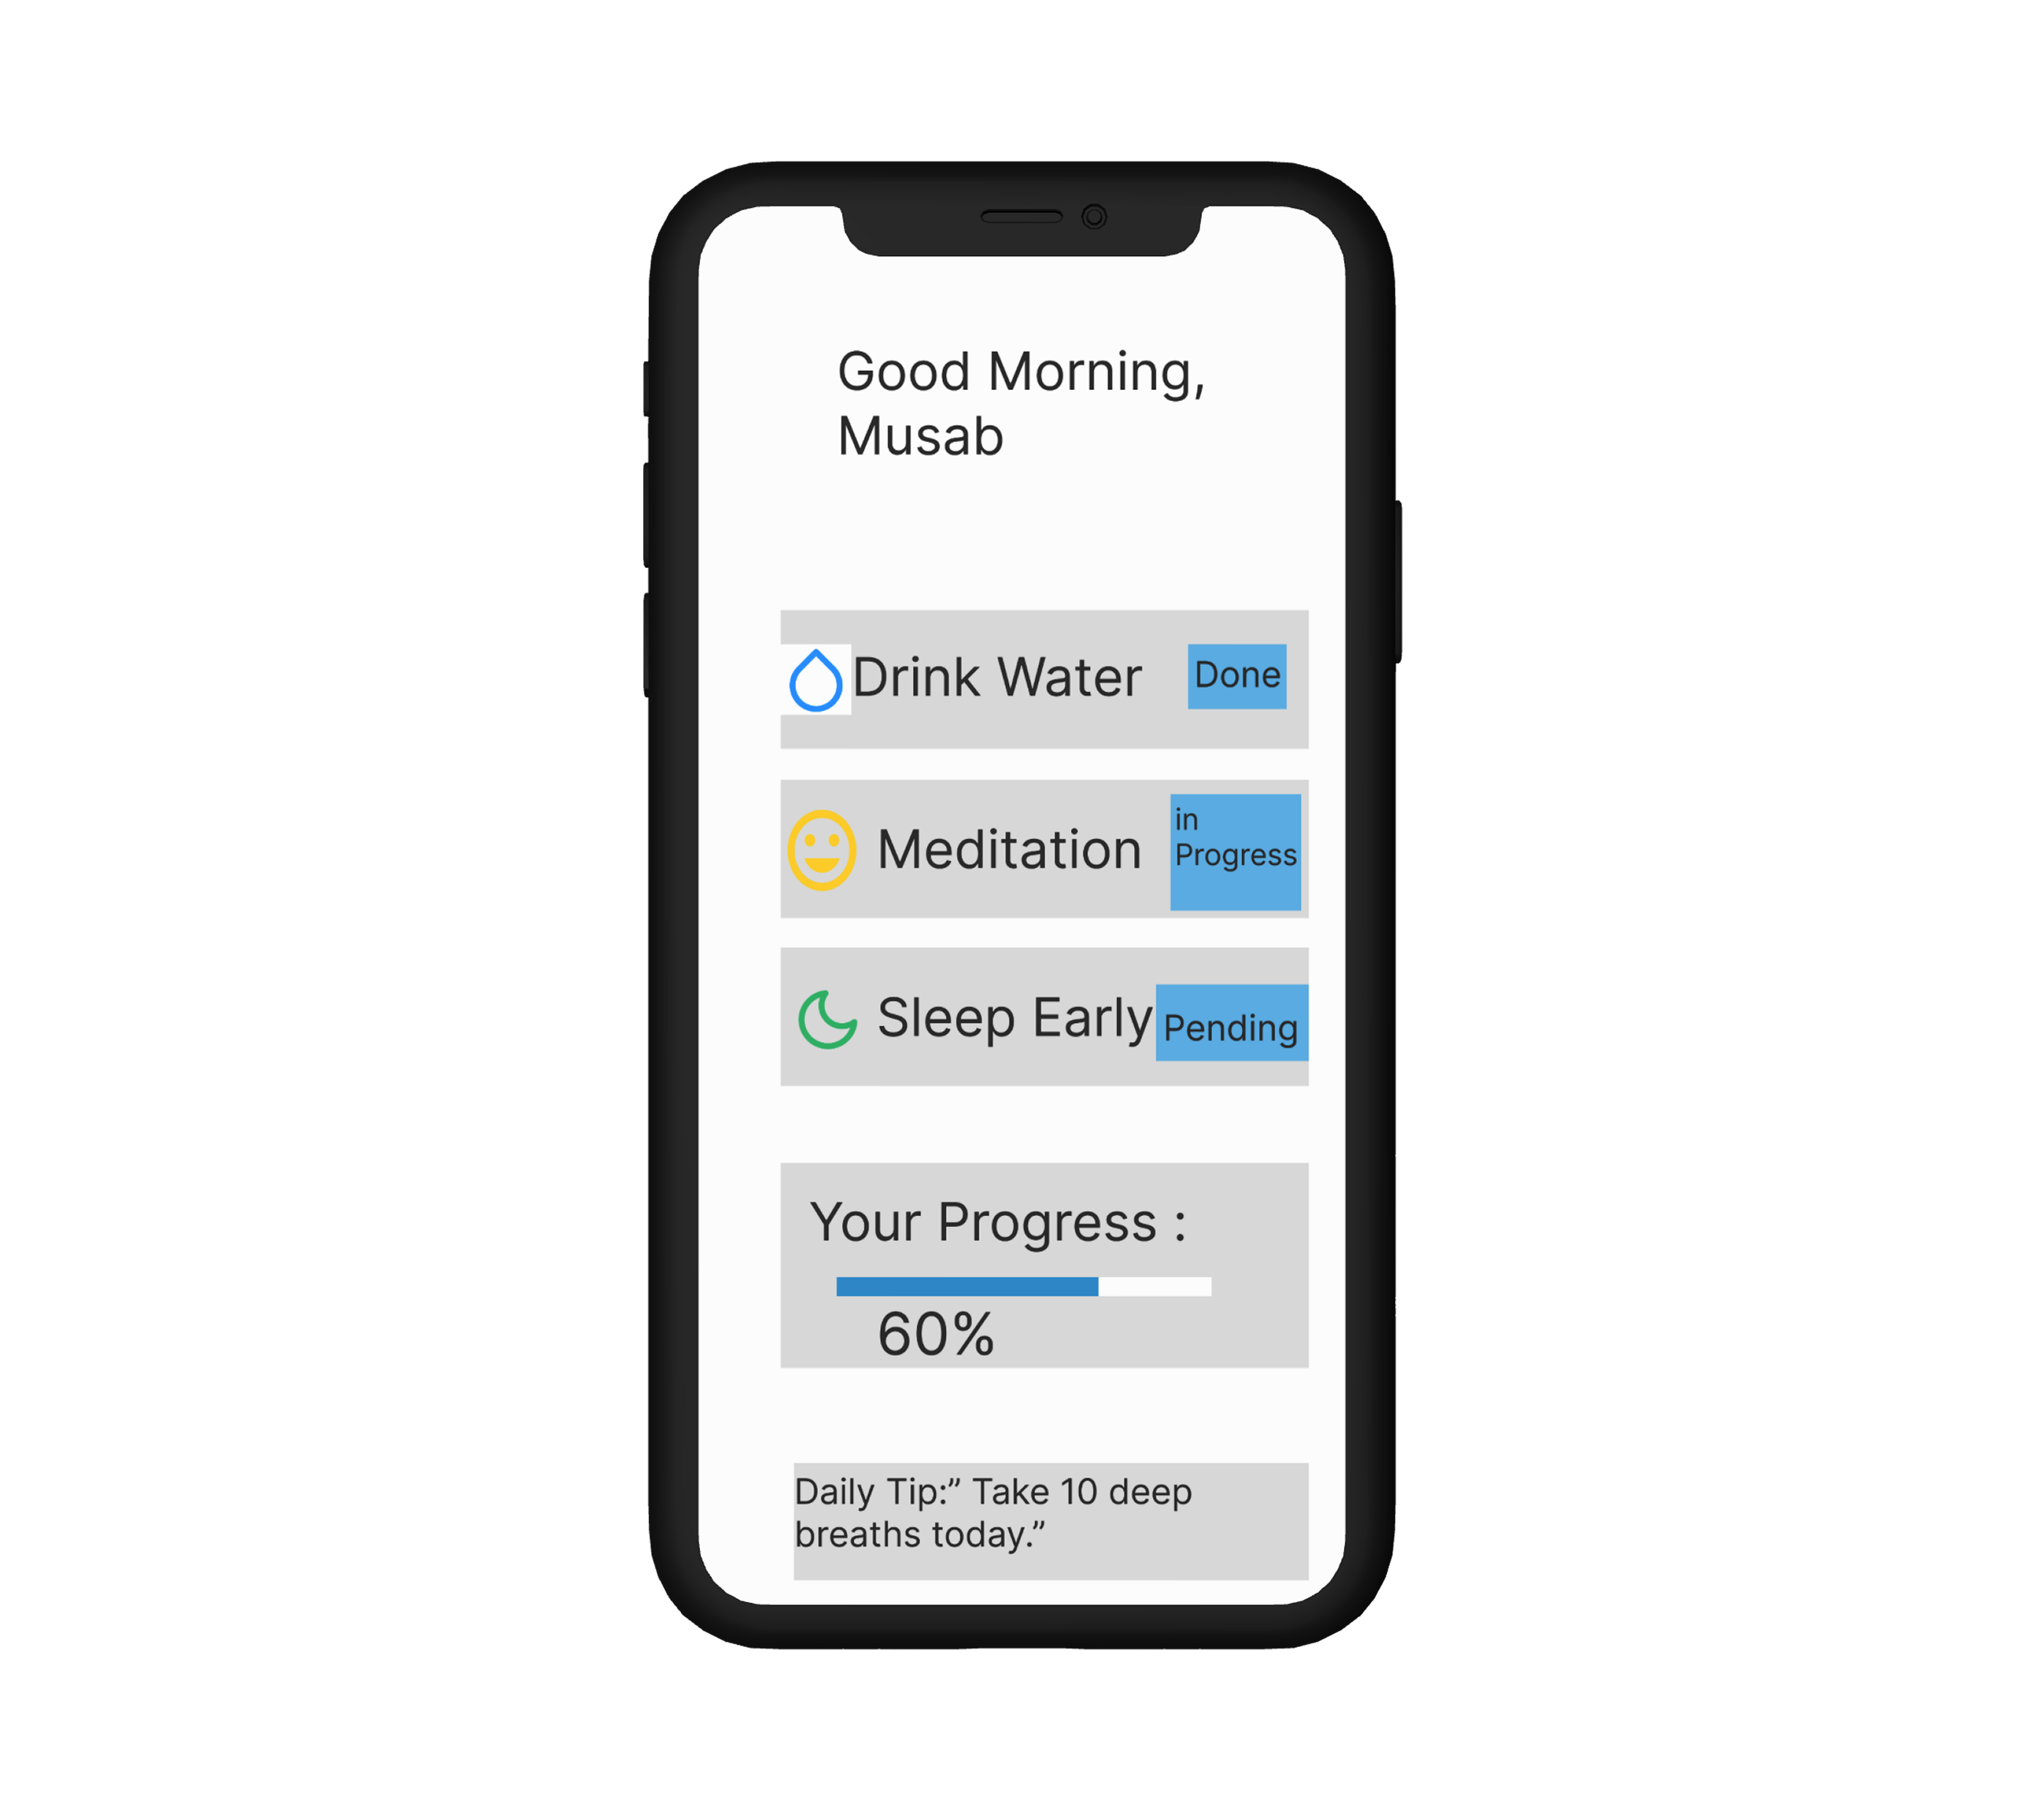 Good Morning,
Musab
Drink Water
Done
Meditation
in
Progress
Sleep Early
Pending
Your Progress :
60%
Daily Tip:” Take 10 deep
breaths today.”